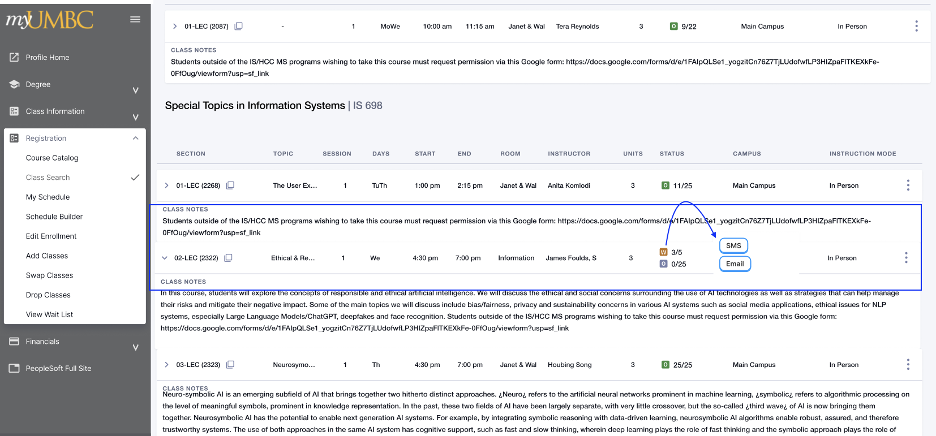 myUMBC
Profile Home
Degree
Class Information
Registration
Course Catalog
Class Search
My Schedule
Schedule Builder
Edit Enrollment
Add Classes
Swap Classes
Drop Classes
View Wait List
Financials
PeopleSoft Full Site
01-LEC (2087) - 1 MoWe 10:00 am 11:15 am Janet & Wal Tera Reynolds 3 O 9/22 Main Campus In Person
CLASS NOTES
Students outside of the IS/HCC MS programs wishing to take this course must request permission via this Google form: https://docs.google.com/forms/d/e/1FAIpQLSe1_yogzitCn76Z7TjLUdofwfLP3HIZpaFITKEXkFe-
0FfOug/viewform?usp=sf_link
Special Topics in Information Systems | IS 698
SECTION TOPIC SESSION DAYS START END ROOM INSTRUCTOR UNITS STATUS CAMPUS INSTRUCTION MODE
01-LEC (2268) The User Ex... 1 TuTh 1:00 pm 2:15 pm Janet & Wal Anita Komlodi 3 O 11/25 Main Campus In Person
CLASS NOTES
Students outside of the IS/HCC MS programs wishing to take this course must request permission via this Google form: https://docs.google.com/forms/d/e/1FAIpQLSe1_yogzitCn76Z7TjLUdofwfLP3HIZpaFITKEXkFe-
0FfOug/viewform?usp=sf_link
SMS
02-LEC (2322) Ethical & Re... 1 We 4:30 pm 7:00 pm Information James Foulds, S 3 W 3/5 In Person
0/25 Email
CLASS NOTES
In this course, students will explore the concepts of responsible and ethical artificial intelligence. We will discuss the ethical and social concerns surrounding the use of AI technologies as well as strategies that can help manage
their risks and mitigate their negative impact. Some of the main topics we will discuss include bias/fairness, privacy and sustainability concerns in various AI systems such as social media applications, ethical issues for NLP
systems, especially Large Language Models/ChatGPT, deepfakes and face recognition. Students outside of the IS/HCC MS programs wishing to take this course must request permission via this Google form:
https://docs.google.com/forms/d/e/1FAIpQLSe1_yogzitCn76Z7TjLUdofwfLP3HIZpaFITKEXkFe-0FfOug/viewform?usp=sf_link
03-LEC (2323) Neurosymo... 1 Th 4:30 pm 7:00 pm Janet & Wal Houbing Song 3 O 25/25 Main Campus In Person
CLASS NOTES
Neuro-symbolic AI is an emerging subfield of AI that brings together two hitherto distinct approaches. ¿Neuro¿ refers to the artificial neural networks prominent in machine learning, ¿symbolic¿ refers to algorithmic processing on
the level of meaningful symbols, prominent in knowledge representation. In the past, these two fields of AI have been largely separate, with very little crossover, but the so-called ¿third wave¿ of AI is now bringing them
together. Neurosymbolic AI has the potential to enable next generation AI systems. For example, by integrating symbolic reasoning with data-driven learning, neurosymbolic AI algorithms enable robust, assured, and therefore
trustworthy systems. The use of both approaches in the same AI system has cognitive support, such as fast and slow thinking, wherein deep learning plays the role of fast thinking and the symbolic approach plays the role of